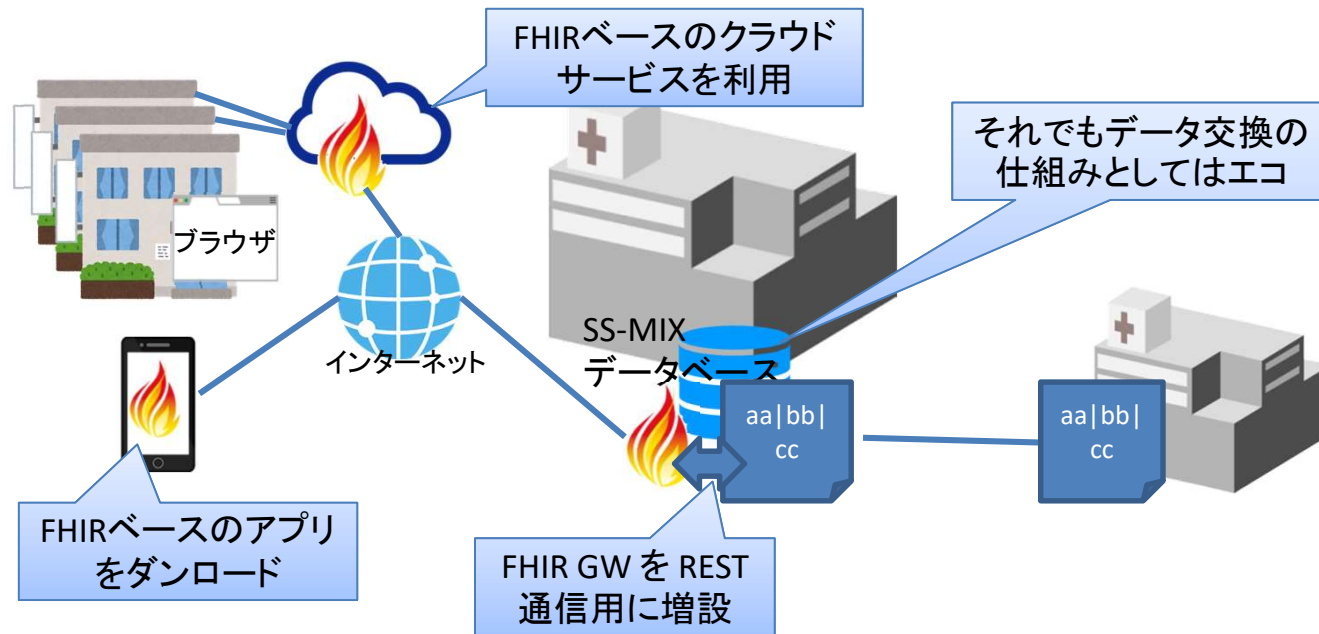 FHIRベースのクラウド
サービスを利用
それでもデータ交換の
仕組みとしてはエコ
ブラウザ
インターネット
SS-MIX
データベース
aa|bb|
cc
aa|bb|
cc
FHIRベースのアプリ
をダンロード
FHIR GW を REST
通信用に増設